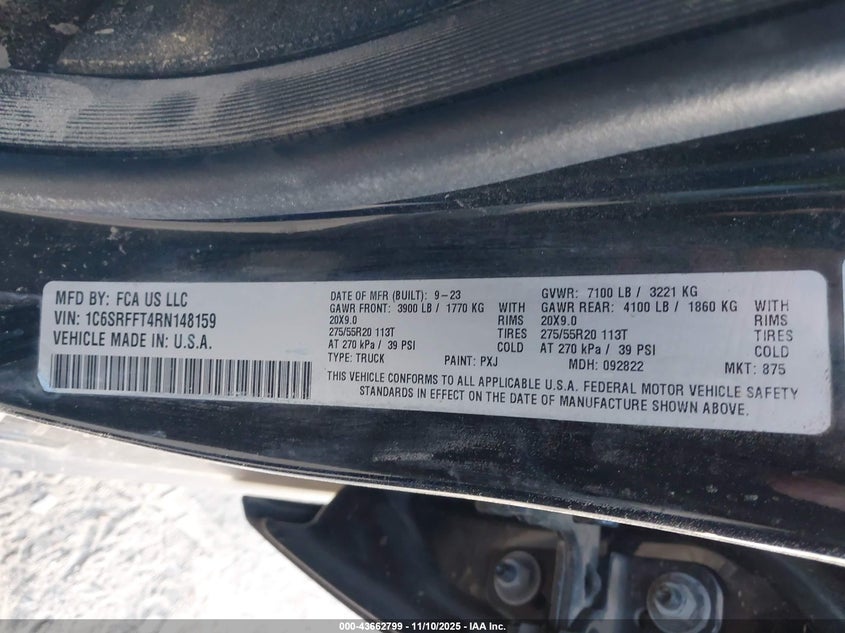 MFD BY: FCA US LLC
VIN: 1C6SRFFT4RN148159
VEHICLE MADE IN: U.S.A.
DATE OF MFR (BUILT): 9-23
GAWR FRONT: 3900 LB / 1770 KG WITH
20X9.0 RIMS
275/55R20 113T TIRES
AT 270 kPa / 39 PSI COLD
TYPE: TRUCK PAINT: PXJ
GVWR: 7100 LB / 3221 KG
GAWR REAR: 4100 LB / 1860 KG WITH
20X9.0 RIMS
275/55R20 113T TIRES
AT 270 kPa / 39 PSI COLD
MDH: 092822 MKT: 875
THIS VEHICLE CONFORMS TO ALL APPLICABLE U.S.A. FEDERAL MOTOR VEHICLE SAFETY
STANDARDS IN EFFECT ON THE DATE OF MANUFACTURE SHOWN ABOVE.
000-43662799 - 11/10/2025 - IAA Inc.